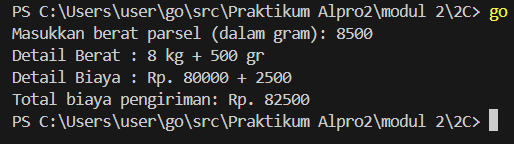 PS C:\Users\user\go\src\Praktikum Alpro2\modul 2\2C> go
Masukkan berat parsel (dalam gram): 8500
Detail Berat : 8 kg + 500 gr
Detail Biaya : Rp. 80000 + 2500
Total biaya pengiriman: Rp. 82500
PS C:\Users\user\go\src\Praktikum Alpro2\modul 2\2C>